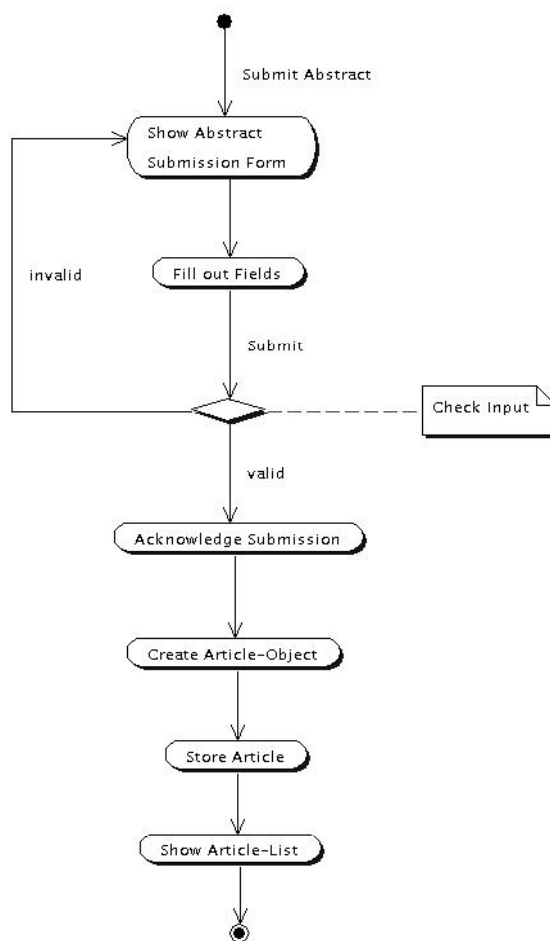 Submit Abstract
Show Abstract
Submission Form
invalid
Fill out Fields
Submit
Check Input
valid
Acknowledge Submission
Create Article-Object
Store Article
Show Article-List